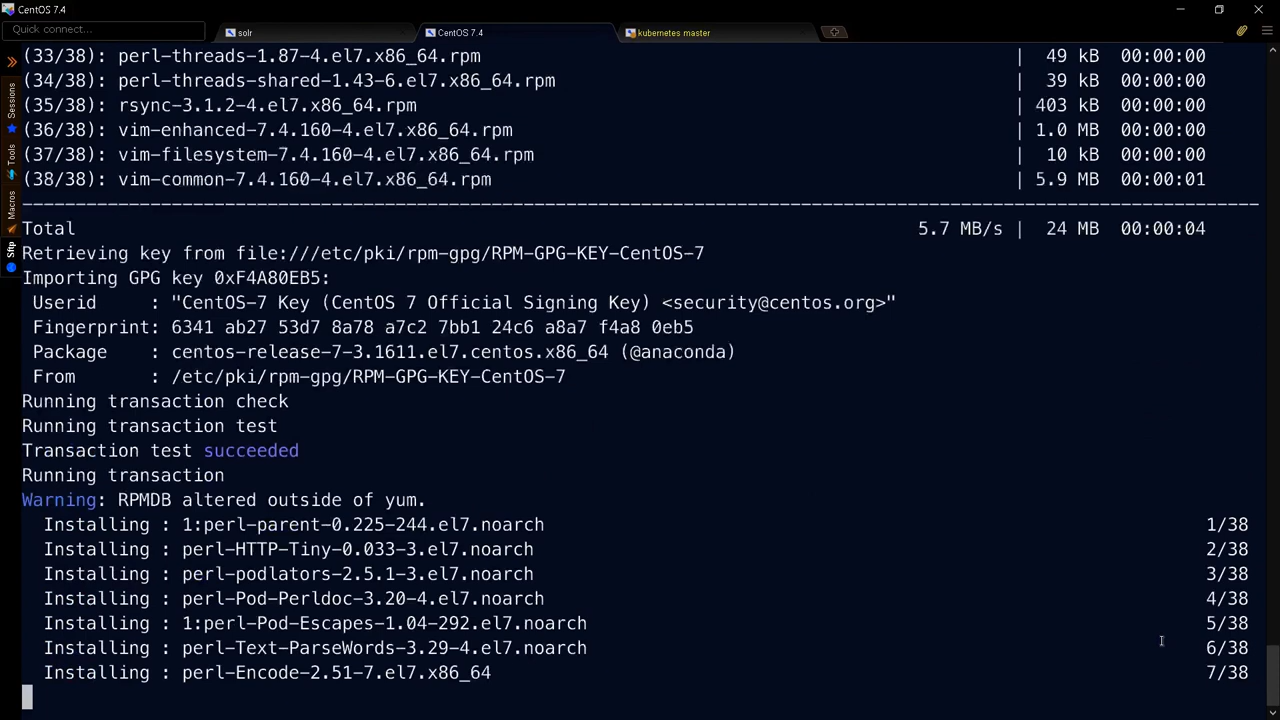 CentOS 7.4
Quick connect...
solr
CentOS 7.4
kubernetes master
Sessions
Tools
Macros
Sftp
(33/38): perl-threads-1.87-4.el7.x86_64.rpm | 49 kB 00:00:00
(34/38): perl-threads-shared-1.43-6.el7.x86_64.rpm | 39 kB 00:00:00
(35/38): rsync-3.1.2-4.el7.x86_64.rpm | 403 kB 00:00:00
(36/38): vim-enhanced-7.4.160-4.el7.x86_64.rpm | 1.0 MB 00:00:00
(37/38): vim-filesystem-7.4.160-4.el7.x86_64.rpm | 10 kB 00:00:00
(38/38): vim-common-7.4.160-4.el7.x86_64.rpm | 5.9 MB 00:00:01
Total 5.7 MB/s | 24 MB 00:00:04
Retrieving key from file:///etc/pki/rpm-gpg/RPM-GPG-KEY-CentOS-7
Importing GPG key 0xF4A80EB5:
Userid : "CentOS-7 Key (CentOS 7 Official Signing Key) <security@centos.org>"
Fingerprint: 6341 ab27 53d7 8a78 a7c2 7bb1 24c6 a8a7 f4a8 0eb5
Package : centos-release-7-3.1611.el7.centos.x86_64 (@anaconda)
From : /etc/pki/rpm-gpg/RPM-GPG-KEY-CentOS-7
Running transaction check
Running transaction test
Transaction test succeeded
Running transaction
Warning: RPMDB altered outside of yum.
Installing : 1:perl-parent-0.225-244.el7.noarch 1/38
Installing : perl-HTTP-Tiny-0.033-3.el7.noarch 2/38
Installing : perl-podlators-2.5.1-3.el7.noarch 3/38
Installing : perl-Pod-Perldoc-3.20-4.el7.noarch 4/38
Installing : 1:perl-Pod-Escapes-1.04-292.el7.noarch 5/38
Installing : perl-Text-ParseWords-3.29-4.el7.noarch 6/38
Installing : perl-Encode-2.51-7.el7.x86_64 7/38